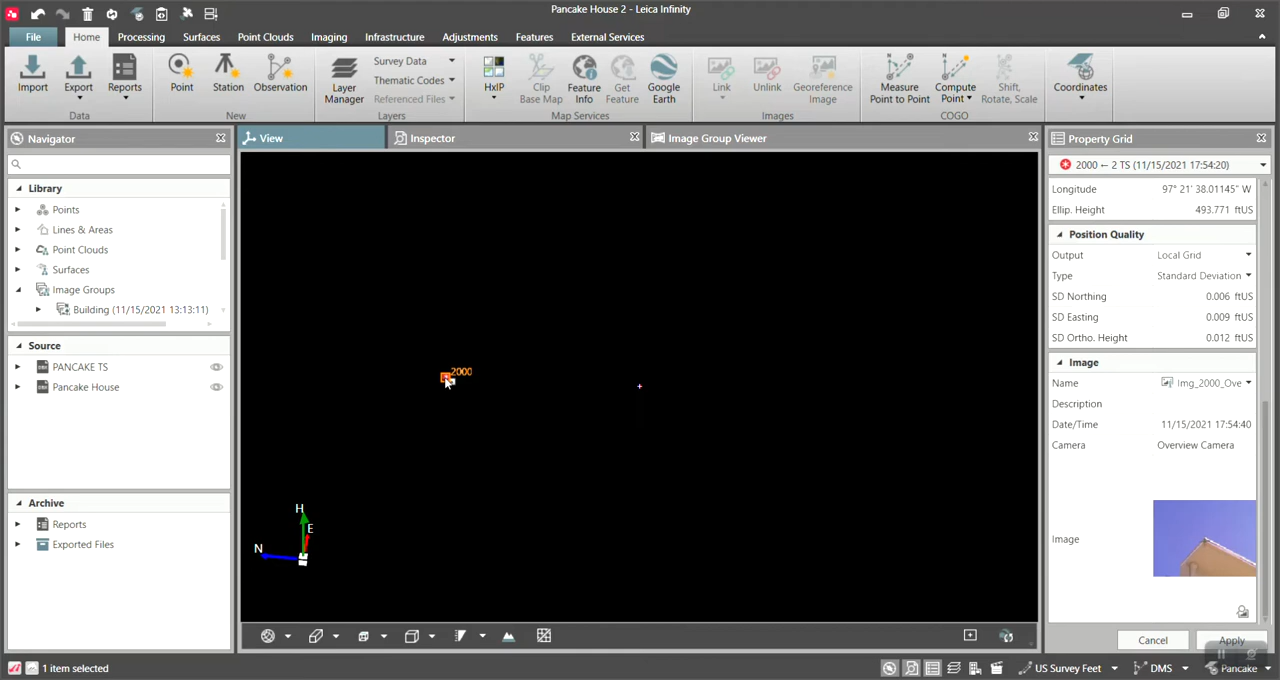 Pancake House 2 - Leica Infinity
File Home Processing Surfaces Point Clouds Imaging Infrastructure Adjustments Features External Services
Import Export Reports Point Station Observation Layer Manager Survey Data Thematic Codes Referenced Files HxIP Clip Base Map Feature Info Get Feature Google Earth Link Unlink Georeference Image Measure Point to Point Compute Point Shift, Rotate, Scale Coordinates
Data New Layers Map Services Images COGO
Navigator View Inspector Image Group Viewer Property Grid
2000 ← 2 TS (11/15/2021 17:54:20)
Library
Points
Lines & Areas
Point Clouds
Surfaces
Image Groups
Building (11/15/2021 13:13:11)
Source
PANCAKE TS
Pancake House
Archive
Reports
Exported Files
2000
H
E
N
Longitude 97° 21' 38.01145" W
Ellip. Height 493.771 ftUS
Position Quality
Output Local Grid
Type Standard Deviation
SD Northing 0.006 ftUS
SD Easting 0.009 ftUS
SD Ortho. Height 0.012 ftUS
Image
Name Img_2000_Ove
Description
Date/Time 11/15/2021 17:54:40
Camera Overview Camera
Image
Cancel Apply
1 item selected US Survey Feet DMS Pancake